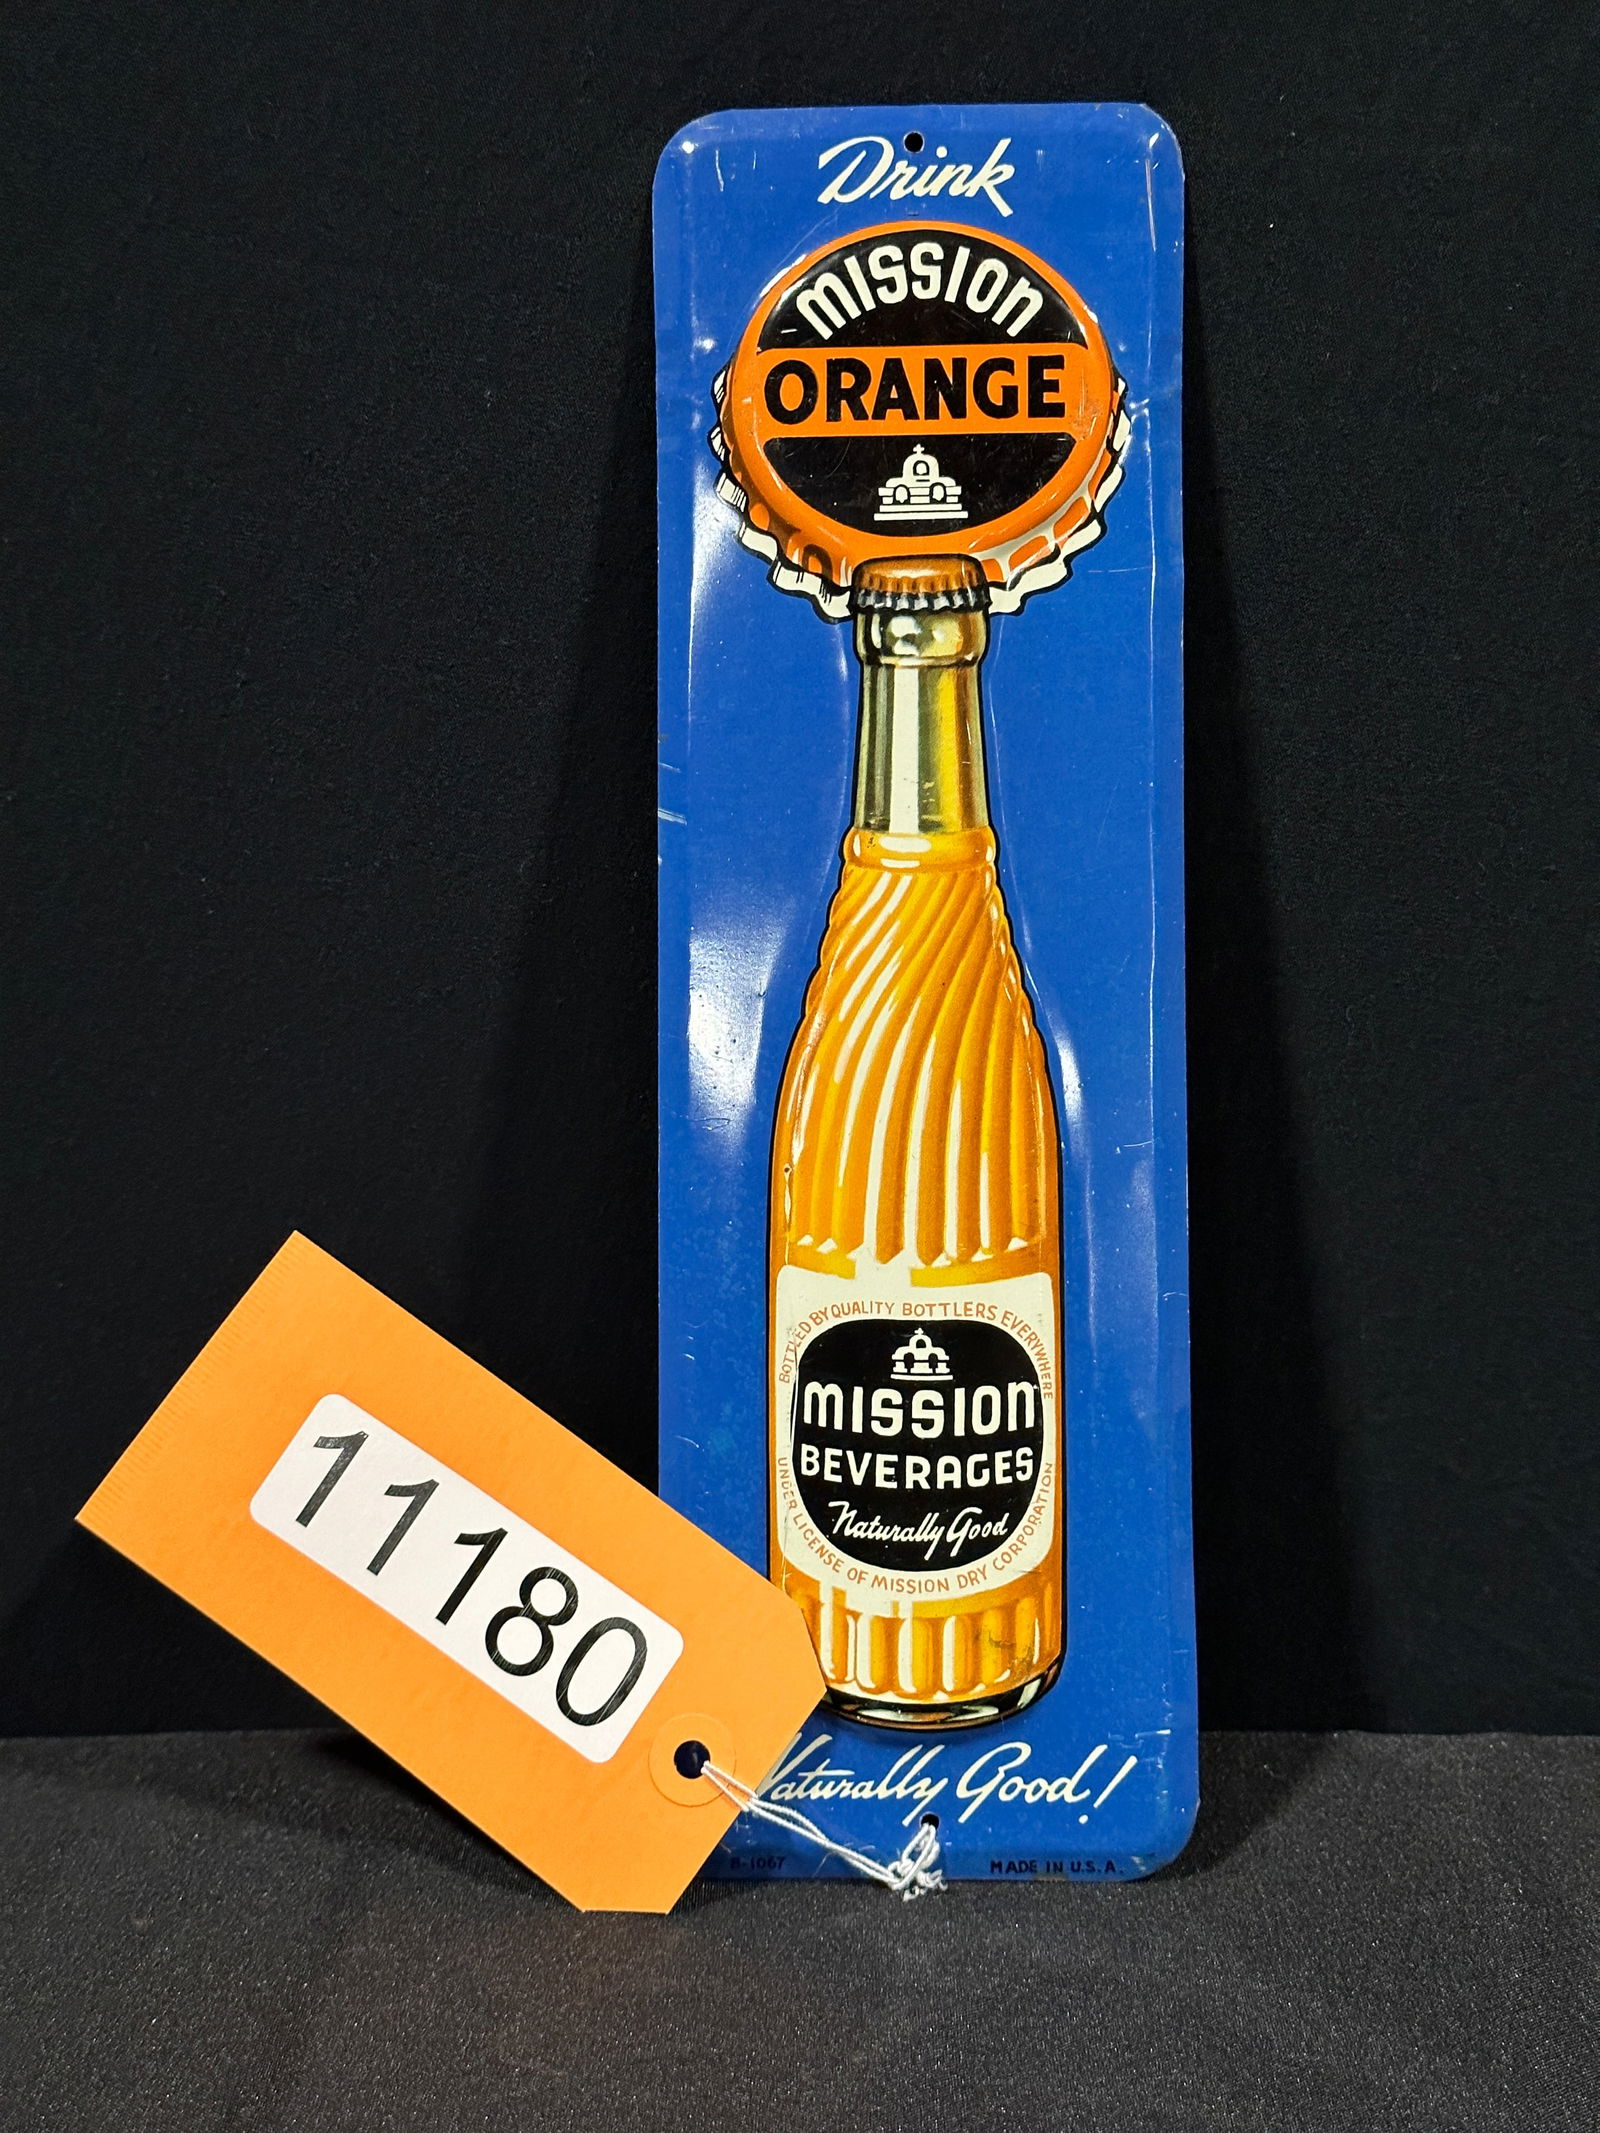 Drink
MISSION
ORANGE
BOTTLED BY QUALITY BOTTLERS EVERYWHERE
MISSION
BEVERAGES
Naturally Good
UNDER LICENSE OF MISSION DRY CORPORATION
Naturally Good!
B-1067
MADE IN U.S.A.
11180